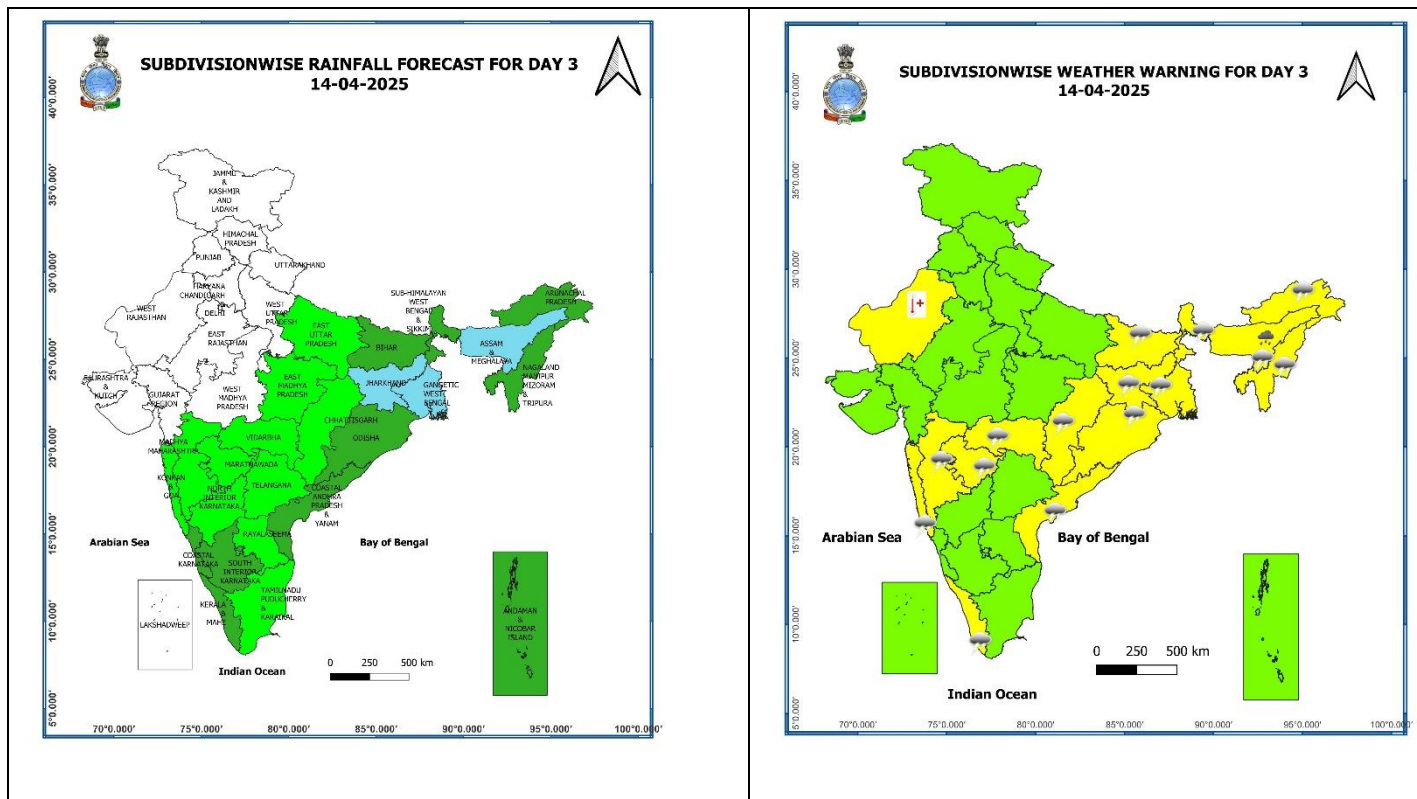 SUBDIVISIONWISE RAINFALL FORECAST FOR DAY 3
14-04-2025
40°0.000'
35°0.000'
30°0.000'
25°0.000'
20°0.000'
15°0.000'
10°0.000'
5°0.000'
JAMMU
&
KASHMIR
AND
LADAKH
HIMACHAL
PRADESH
PUNJAB
UTTARAKHAND
HARYANA
CHANDIGARH
DELHI
WEST
RAJASTHAN
WEST
UTTAR
PRADESH
EAST
UTTAR
PRADESH
SUB-HIMALAYAN
WEST
BENGAL
&
SIKKIM
ARUNACHAL
PRADESH
EAST
RAJASTHAN
BIHAR
ASSAM
&
MEGHALAYA
NAGALAND
MANIPUR
MIZORAM
&
TRIPURA
SAURASHTRA
&
KUTCH
GUJARAT
REGION
WEST
MADHYA
PRADESH
EAST
MADHYA
PRADESH
JHARKHAND
GANGETIC
WEST
BENGAL
CHHATTISGARH
ODISHA
VIDARBHA
MADHYA
MAHARASHTRA
MARATHAWADA
KONKAN
&
GOA
NORTH
INTERIOR
KARNATAKA
TELANGANA
COASTAL
ANDHRA
PRADESH
&
YANAM
RAYALASEEMA
Arabian Sea
Bay of Bengal
COASTAL
KARNATAKA
SOUTH
INTERIOR
KARNATAKA
TAMILNADU
PUDUCHERRY
&
KARAIKAL
KERALA
&
MAHE
LAKSHADWEEP
ANDAMAN
&
NICOBAR
ISLAND
Indian Ocean
0 250 500 km
70°0.000' 75°0.000' 80°0.000' 85°0.000' 90°0.000' 95°0.000' 100°0.000'
SUBDIVISIONWISE WEATHER WARNING FOR DAY 3
14-04-2025
40°0.000'
35°0.000'
30°0.000'
25°0.000'
20°0.000'
15°0.000'
10°0.000'
5°0.000'
Arabian Sea
Bay of Bengal
Indian Ocean
0 250 500 km
70°0.000' 75°0.000' 80°0.000' 85°0.000' 90°0.000' 95°0.000' 100°0.000'